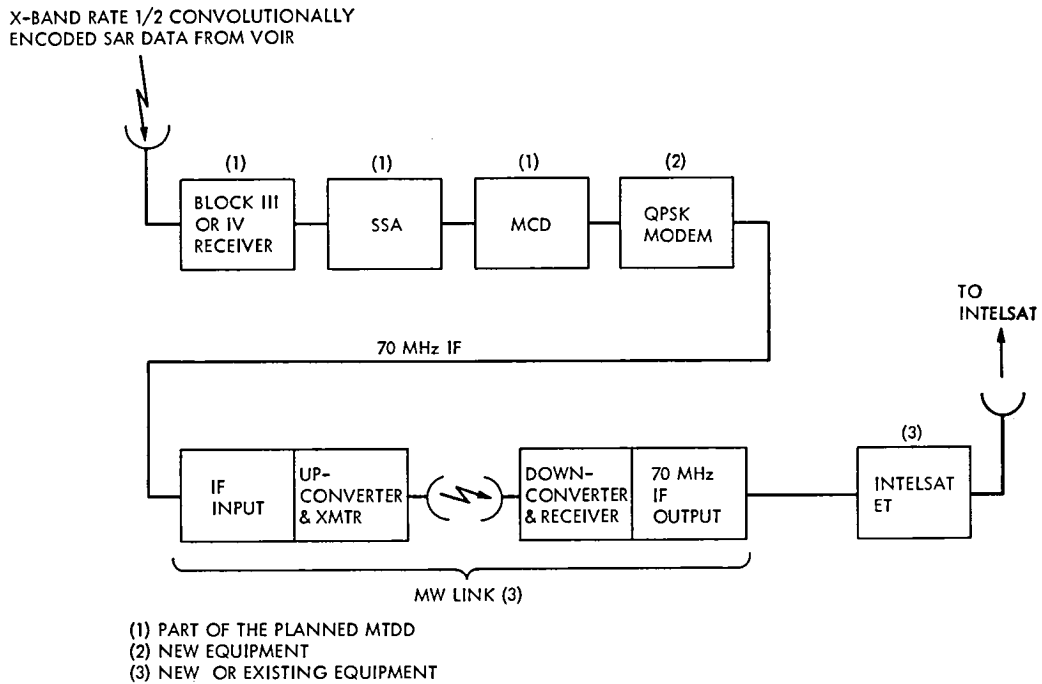 X-BAND RATE 1/2 CONVOLUTIONALLY
ENCODED SAR DATA FROM VOIR
(1)
(1)
(1)
(2)
BLOCK III
OR IV
RECEIVER
SSA
MCD
QPSK
MODEM
TO
INTELSAT
70 MHz IF
(3)
IF
INPUT
UP-
CONVERTER
& XMTR
DOWN-
CONVERTER
& RECEIVER
70 MHz
IF
OUTPUT
INTELSAT
ET
MW LINK (3)
(1) PART OF THE PLANNED MTDD
(2) NEW EQUIPMENT
(3) NEW OR EXISTING EQUIPMENT